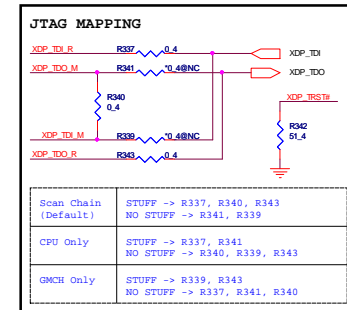 JTAG MAPPING
XDP_TDI_R R337 0_4 XDP_TDI
XDP_TDO_M R341 *0_4@NC XDP_TDO
XDP_TRST#
R340
0_4
R342
51_4
XDP_TDI_M R339 *0_4@NC
XDP_TDO_R R343 0_4
Scan Chain STUFF -> R337, R340, R343
(Default) NO STUFF -> R341, R339
CPU Only STUFF -> R337, R341
NO STUFF -> R340, R339, R343
GMCH Only STUFF -> R339, R343
NO STUFF -> R337, R341, R340